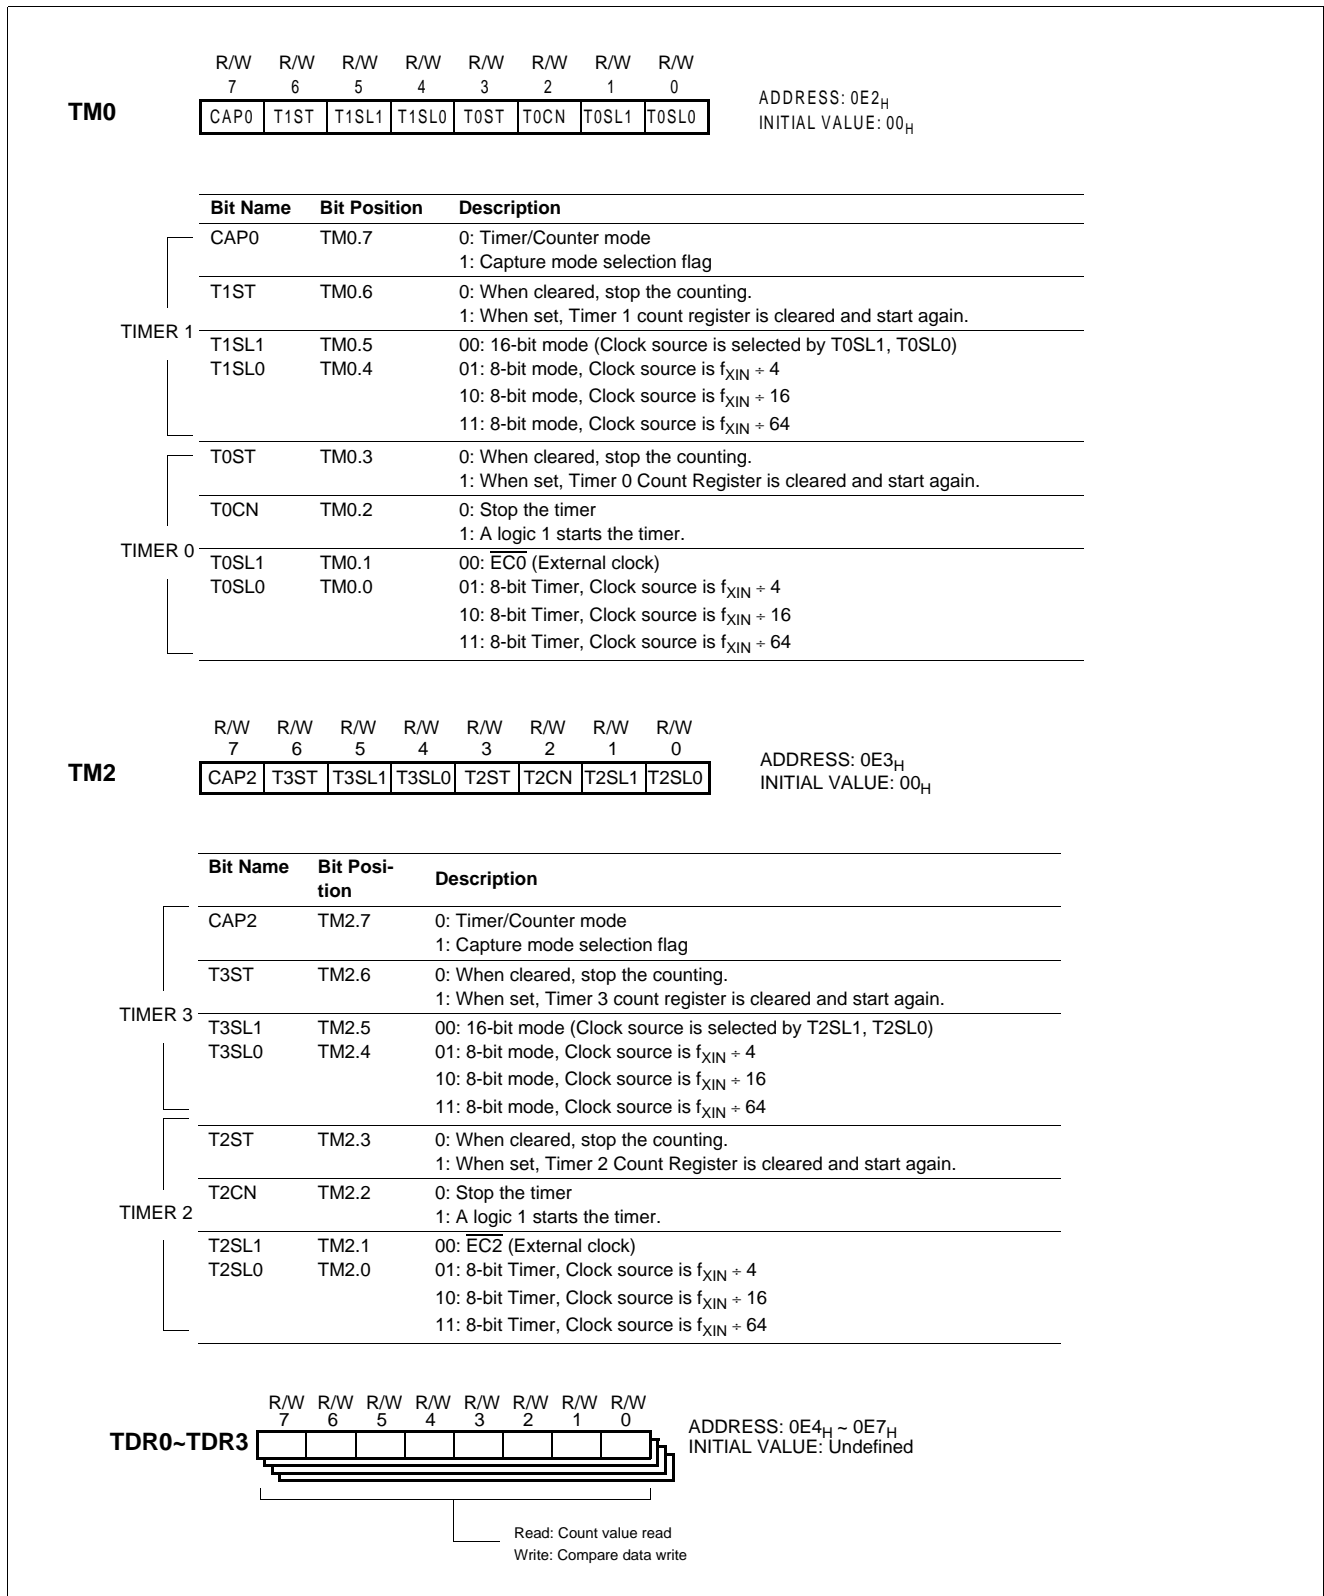 R/W R/W R/W R/W R/W R/W R/W R/W
7 6 5 4 3 2 1 0
TM0 CAP0 T1ST T1SL1 T1SL0 T0ST T0CN T0SL1 T0SL0
ADDRESS: 0E2H
INITIAL VALUE: 00H
Bit Name Bit Position Description
CAP0 TM0.7 0: Timer/Counter mode
1: Capture mode selection flag
T1ST TM0.6 0: When cleared, stop the counting.
1: When set, Timer 1 count register is cleared and start again.
TIMER 1
T1SL1 TM0.5 00: 16-bit mode (Clock source is selected by T0SL1, T0SL0)
T1SL0 TM0.4 01: 8-bit mode, Clock source is fXIN ÷ 4
10: 8-bit mode, Clock source is fXIN ÷ 16
11: 8-bit mode, Clock source is fXIN ÷ 64
T0ST TM0.3 0: When cleared, stop the counting.
1: When set, Timer 0 Count Register is cleared and start again.
T0CN TM0.2 0: Stop the timer
1: A logic 1 starts the timer.
TIMER 0
T0SL1 TM0.1 00: EC0 (External clock)
T0SL0 TM0.0 01: 8-bit Timer, Clock source is fXIN ÷ 4
10: 8-bit Timer, Clock source is fXIN ÷ 16
11: 8-bit Timer, Clock source is fXIN ÷ 64
R/W R/W R/W R/W R/W R/W R/W R/W
7 6 5 4 3 2 1 0
TM2 CAP2 T3ST T3SL1 T3SL0 T2ST T2CN T2SL1 T2SL0
ADDRESS: 0E3H
INITIAL VALUE: 00H
Bit Name Bit Posi-
tion Description
CAP2 TM2.7 0: Timer/Counter mode
1: Capture mode selection flag
T3ST TM2.6 0: When cleared, stop the counting.
1: When set, Timer 3 count register is cleared and start again.
TIMER 3
T3SL1 TM2.5 00: 16-bit mode (Clock source is selected by T2SL1, T2SL0)
T3SL0 TM2.4 01: 8-bit mode, Clock source is fXIN ÷ 4
10: 8-bit mode, Clock source is fXIN ÷ 16
11: 8-bit mode, Clock source is fXIN ÷ 64
T2ST TM2.3 0: When cleared, stop the counting.
1: When set, Timer 2 Count Register is cleared and start again.
T2CN TM2.2 0: Stop the timer
1: A logic 1 starts the timer.
TIMER 2
T2SL1 TM2.1 00: EC2 (External clock)
T2SL0 TM2.0 01: 8-bit Timer, Clock source is fXIN ÷ 4
10: 8-bit Timer, Clock source is fXIN ÷ 16
11: 8-bit Timer, Clock source is fXIN ÷ 64
R/W R/W R/W R/W R/W R/W R/W R/W
7 6 5 4 3 2 1 0
TDR0~TDR3
ADDRESS: 0E4H ~ 0E7H
INITIAL VALUE: Undefined
Read: Count value read
Write: Compare data write